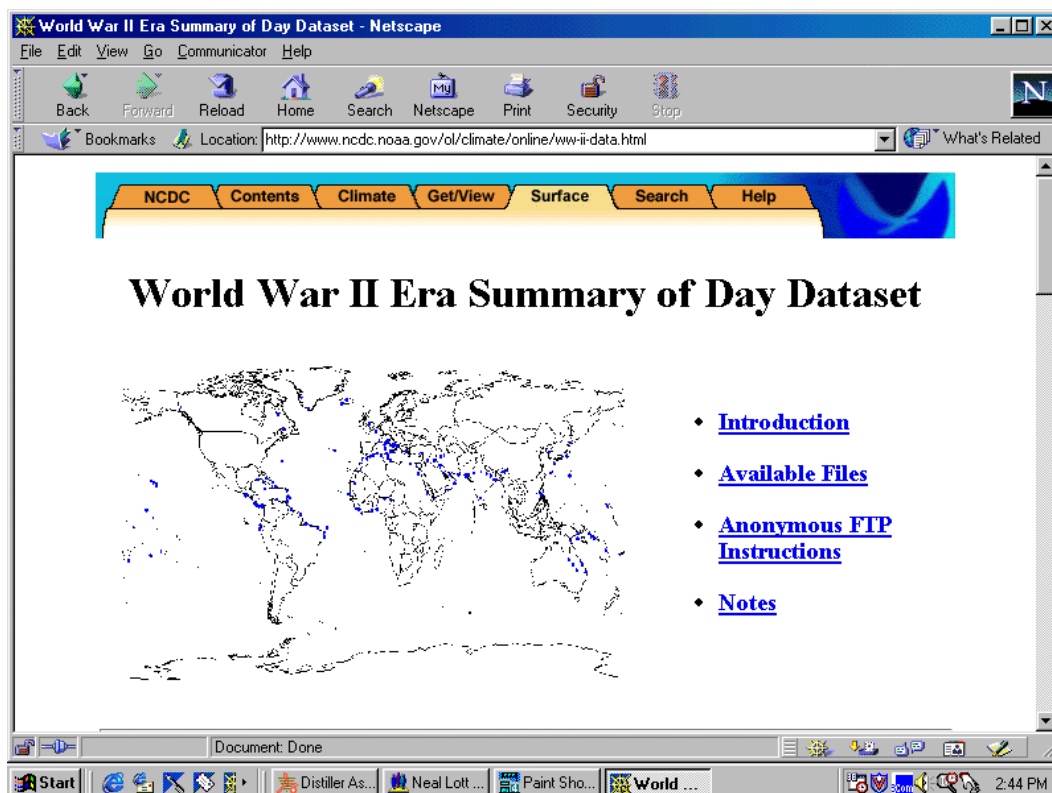 World War II Era Summary of Day Dataset - Netscape
File Edit View Go Communicator Help
Back Forward Reload Home Search Netscape Print Security Stop
My
N
Bookmarks Location: http://www.ncdc.noaa.gov/ol/climate/online/ww-ii-data.html What's Related
NCDC Contents Climate Get/View Surface Search Help
World War II Era Summary of Day Dataset
Introduction
Available Files
Anonymous FTP
Instructions
Notes
Document: Done
Start Distiller As... Neal Lott ... Paint Sho... World ... 3Com 2:44 PM